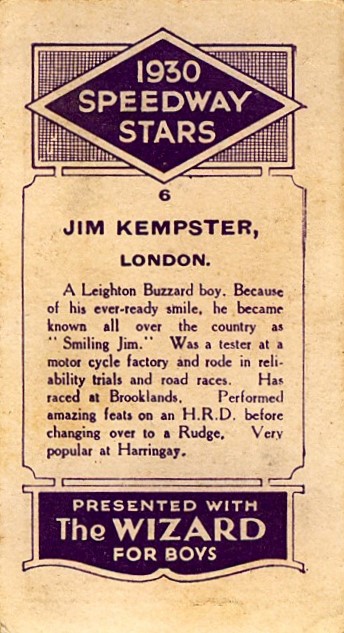 1930
SPEEDWAY
STARS
6
JIM KEMPSTER,
LONDON.
A Leighton Buzzard boy. Because
of his ever-ready smile, he became
known all over the country as
"Smiling Jim." Was a tester at a
motor cycle factory and rode in reli-
ability trials and road races. Has
raced at Brooklands. Performed
amazing feats on an H.R.D. before
changing over to a Rudge. Very
popular at Harringay.
PRESENTED WITH
The WIZARD
FOR BOYS